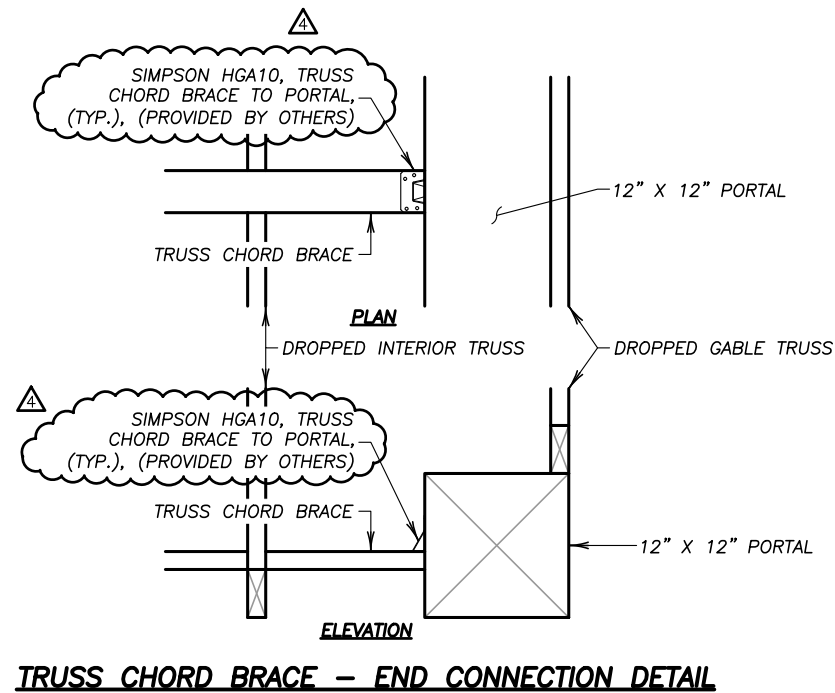 4
SIMPSON HGA10, TRUSS
CHORD BRACE TO PORTAL,
(TYP.), (PROVIDED BY OTHERS)
12" X 12" PORTAL
TRUSS CHORD BRACE
PLAN
DROPPED INTERIOR TRUSS
DROPPED GABLE TRUSS
4
SIMPSON HGA10, TRUSS
CHORD BRACE TO PORTAL,
(TYP.), (PROVIDED BY OTHERS)
TRUSS CHORD BRACE
12" X 12" PORTAL
ELEVATION
TRUSS CHORD BRACE – END CONNECTION DETAIL